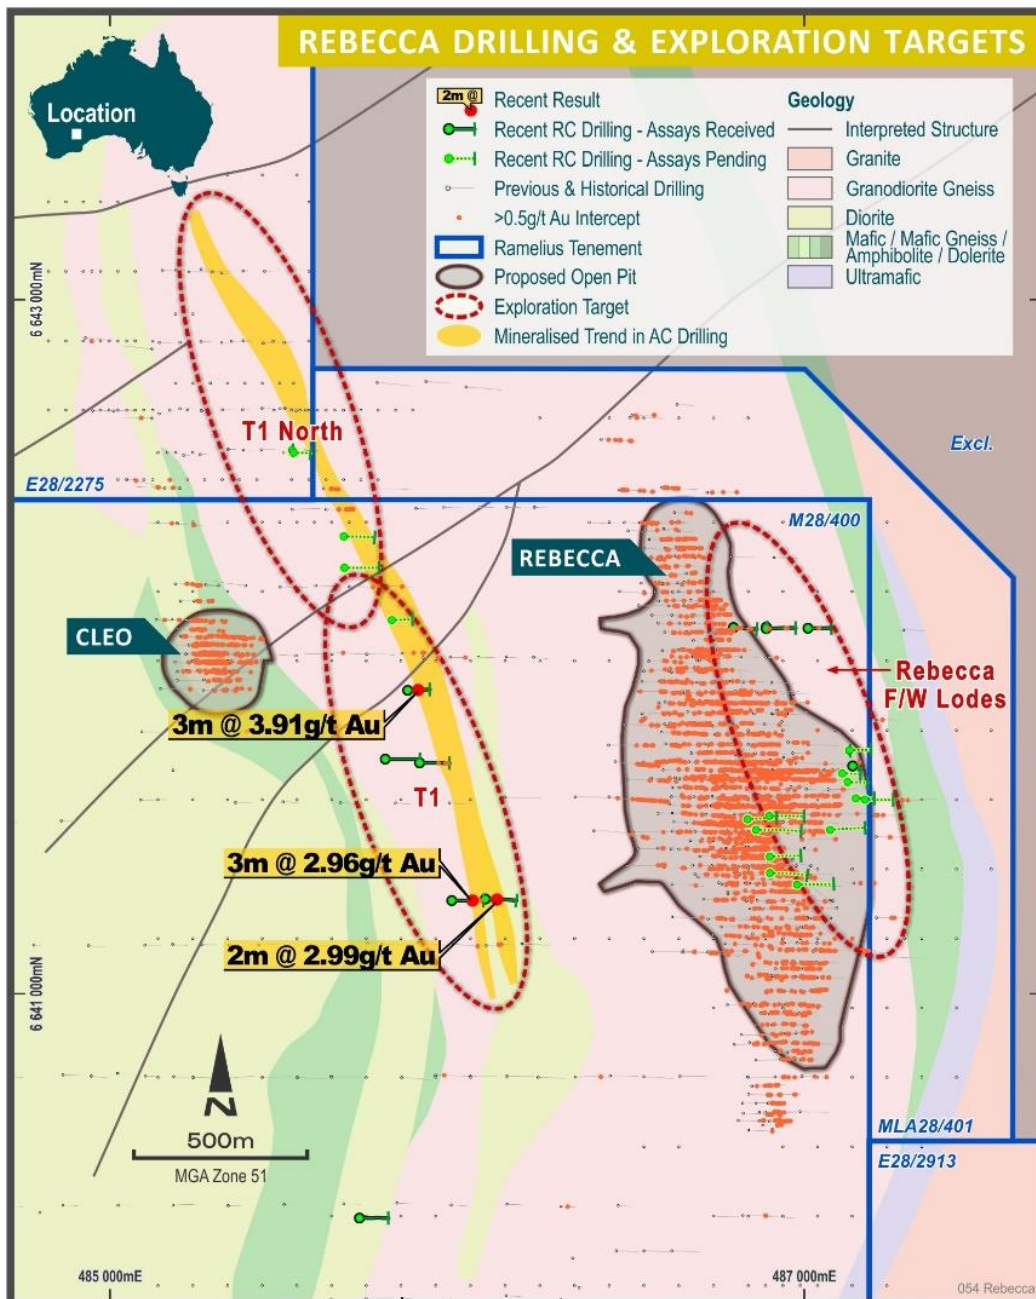 REBECCA DRILLING & EXPLORATION TARGETS
Location
2m @
Recent Result
Recent RC Drilling - Assays Received
Recent RC Drilling - Assays Pending
Previous & Historical Drilling
>0.5g/t Au Intercept
Ramelius Tenement
Proposed Open Pit
Exploration Target
Mineralised Trend in AC Drilling
Geology
Interpreted Structure
Granite
Granodiorite Gneiss
Diorite
Mafic / Mafic Gneiss /
Amphibolite / Dolerite
Ultramafic
6 643 000mN
T1 North
Excl.
E28/2275
M28/400
REBECCA
CLEO
Rebecca
F/W Lodes
3m @ 3.91g/t Au
T1
3m @ 2.96g/t Au
2m @ 2.99g/t Au
6 641 000mN
N
500m
MGA Zone 51
MLA28/401
E28/2913
485 000mE
487 000mE
054 Rebecca